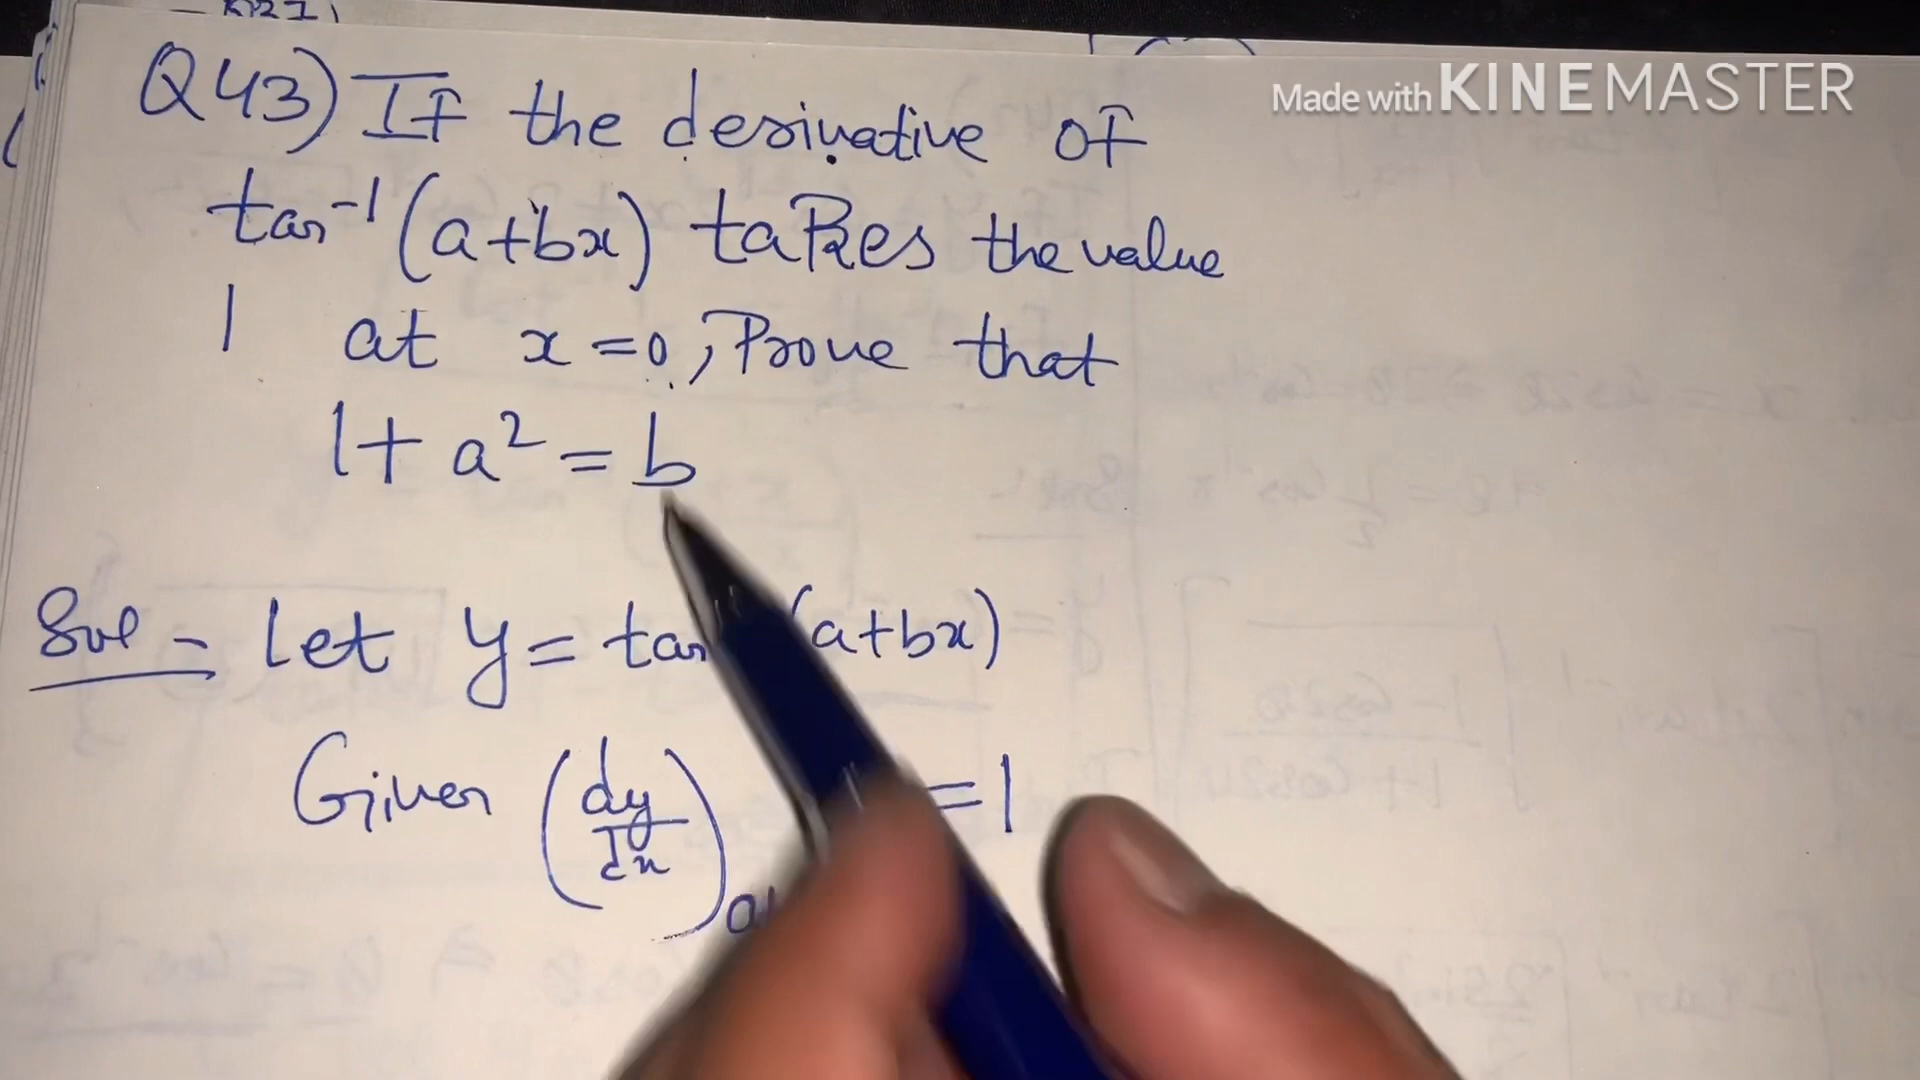 Made with KINEMASTER
Q43) If the derivative of
tan⁻¹(a+bx) takes the value
1 at x=0, Prove that
1+a²=b
Sol - Let y= tan (a+bx)
Given (dy/dx) =1